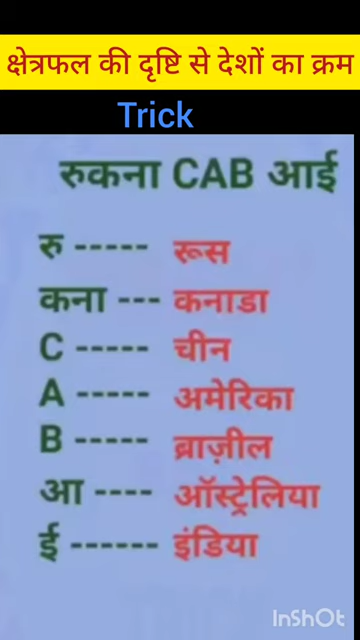 क्षेत्रफल की दृष्टि से देशों का क्रम
Trick
रुकना CAB आई
रु ----- रूस
कना --- कनाडा
C ----- चीन
A ----- अमेरिका
B ----- ब्राज़ील
आ ---- ऑस्ट्रेलिया
ई ------ इंडिया
InShOt